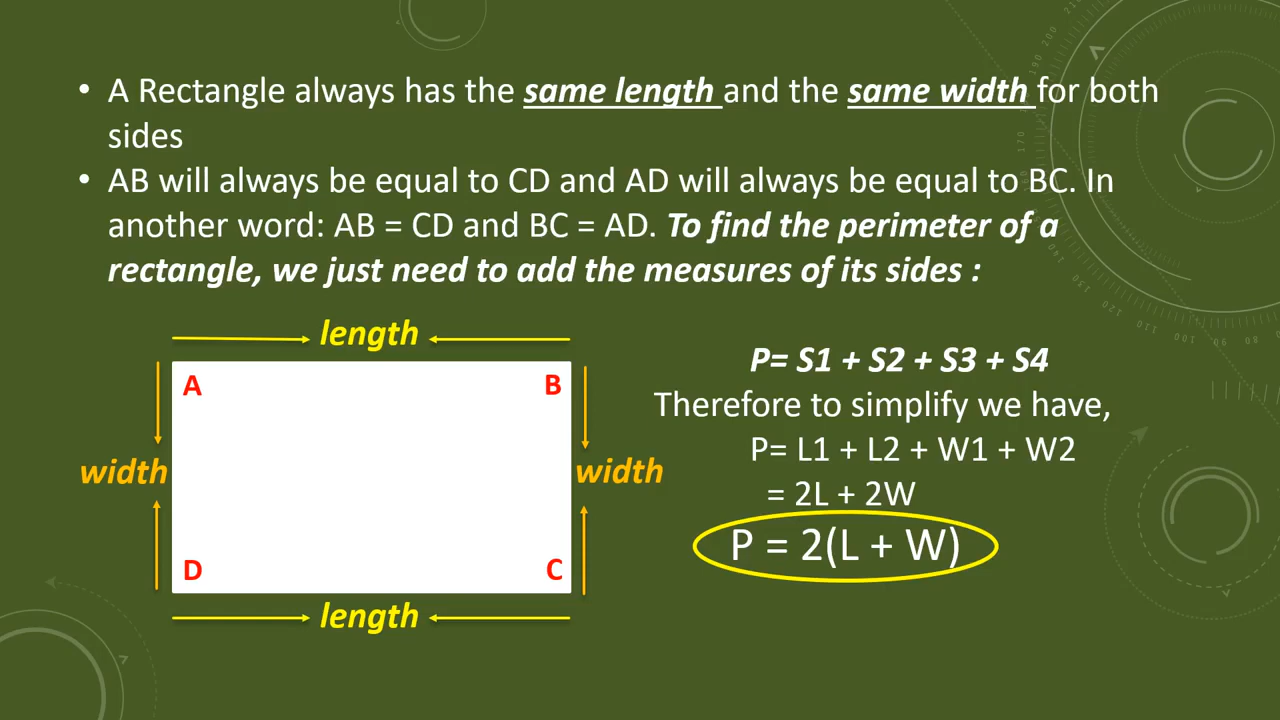 • A Rectangle always has the same length and the same width for both
sides
• AB will always be equal to CD and AD will always be equal to BC. In
another word: AB = CD and BC = AD. To find the perimeter of a
rectangle, we just need to add the measures of its sides :
length
A
B
width
width
D
C
length
P= S1 + S2 + S3 + S4
Therefore to simplify we have,
P= L1 + L2 + W1 + W2
= 2L + 2W
P = 2(L + W)